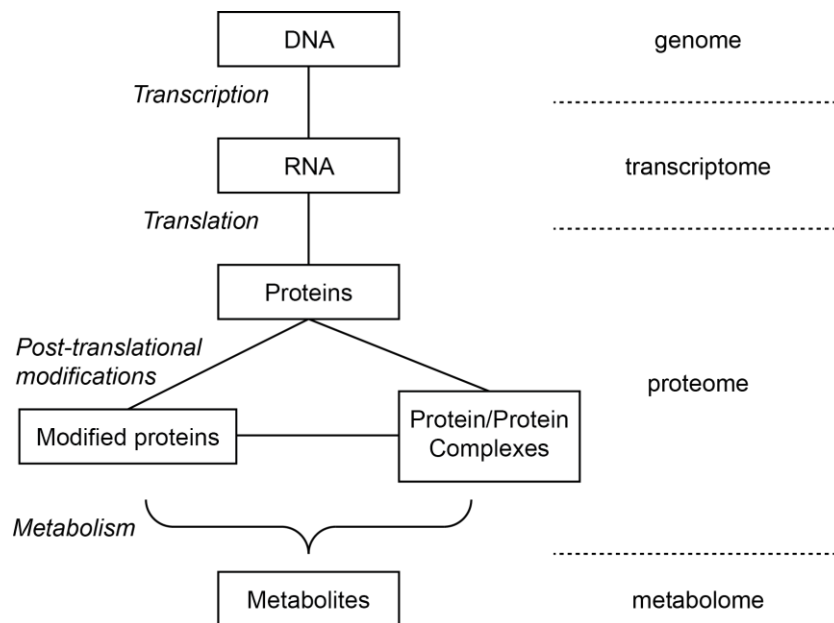 DNA
genome
Transcription
RNA
transcriptome
Translation
Proteins
Post-translational
modifications
proteome
Modified proteins
Protein/Protein
Complexes
Metabolism
Metabolites
metabolome